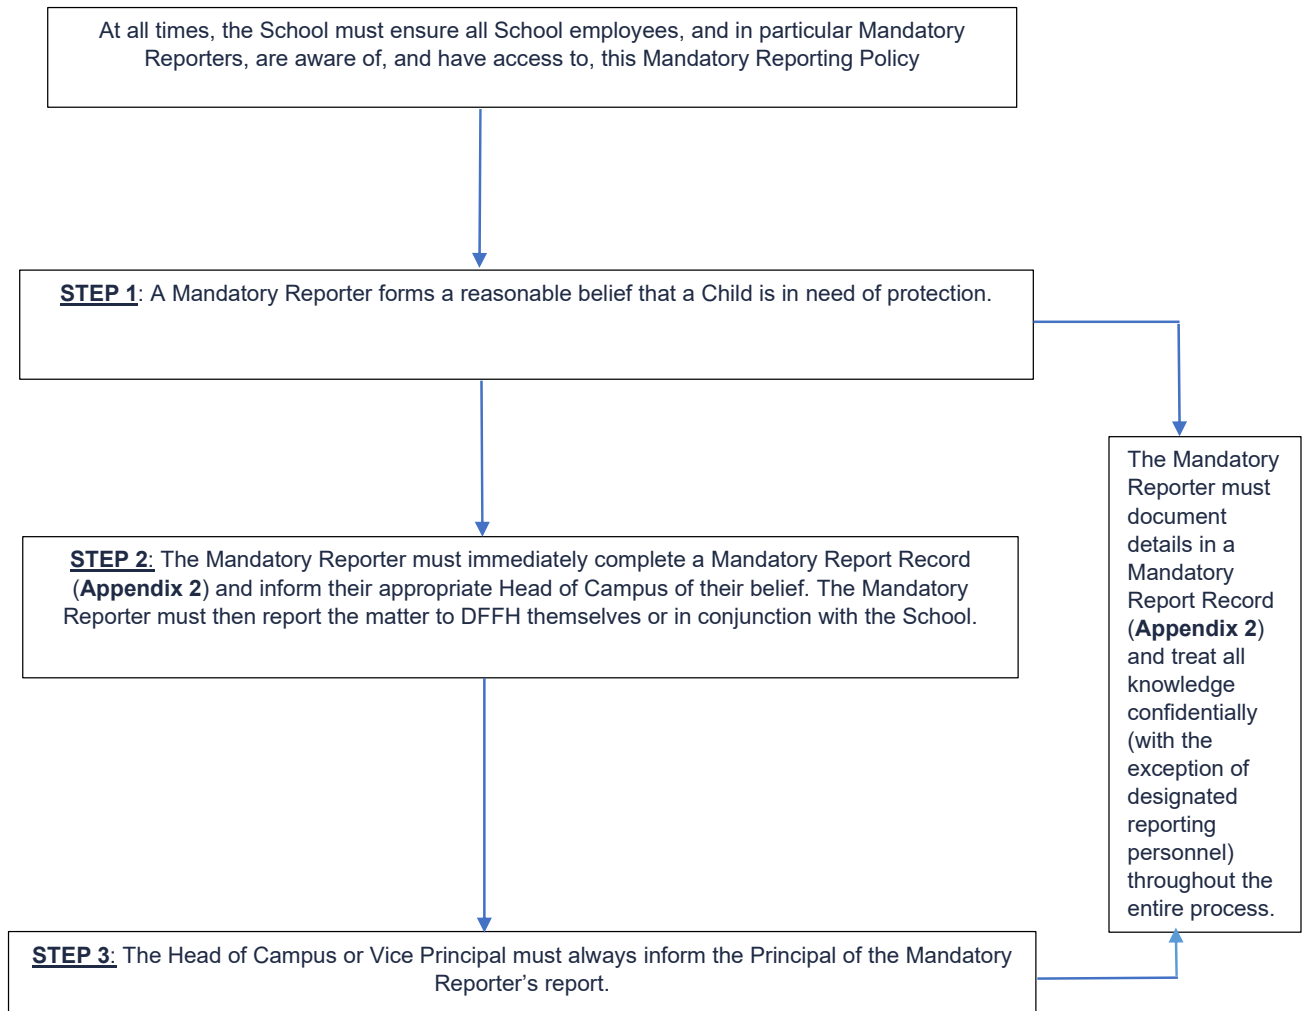 At all times, the School must ensure all School employees, and in particular Mandatory
Reporters, are aware of, and have access to, this Mandatory Reporting Policy
STEP 1: A Mandatory Reporter forms a reasonable belief that a Child is in need of protection.
STEP 2: The Mandatory Reporter must immediately complete a Mandatory Report Record
(Appendix 2) and inform their appropriate Head of Campus of their belief. The Mandatory
Reporter must then report the matter to DFFH themselves or in conjunction with the School.
The Mandatory
Reporter must
document
details in a
Mandatory
Report Record
(Appendix 2)
and treat all
knowledge
confidentially
(with the
exception of
designated
reporting
personnel)
throughout the
entire process.
STEP 3: The Head of Campus or Vice Principal must always inform the Principal of the Mandatory
Reporter’s report.